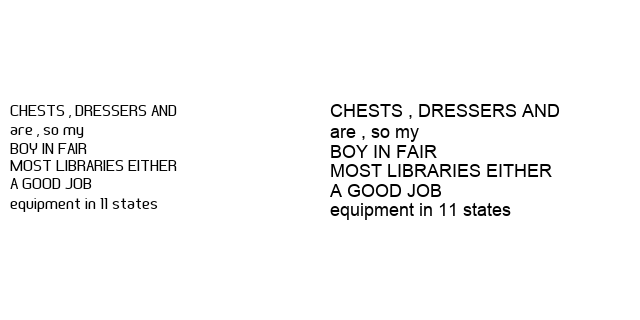 CHESTS , DRESSERS AND
are , so my
BOY IN FAIR
MOST LIBRARIES EITHER
A GOOD JOB
equipment in 11 states
CHESTS , DRESSERS AND
are , so my
BOY IN FAIR
MOST LIBRARIES EITHER
A GOOD JOB
equipment in 11 states